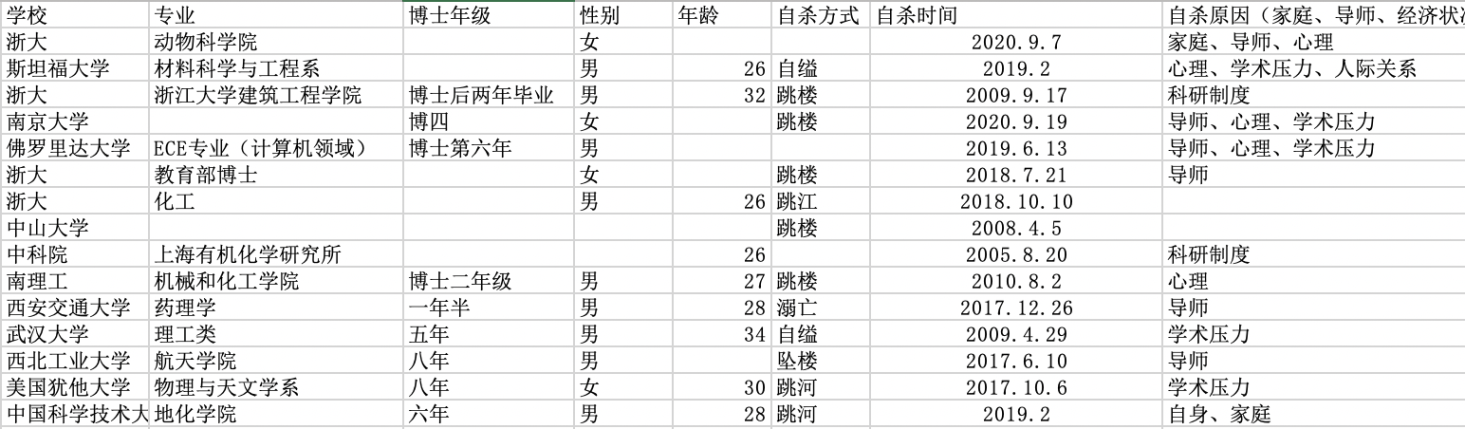 学校 专业 博士年级 性别 年龄 自杀方式 自杀时间 自杀原因（家庭、导师、经济状
浙大 动物科学院 女 2020.9.7 家庭、导师、心理
斯坦福大学 材料科学与工程系 男 26 自缢 2019.2 心理、学术压力、人际关系
浙大 浙江大学建筑工程学院 博士后两年毕业 男 32 跳楼 2009.9.17 科研制度
南京大学 博四 女 跳楼 2020.9.19 导师、心理、学术压力
佛罗里达大学 ECE专业（计算机领域） 博士第六年 男 2019.6.13 导师、心理、学术压力
浙大 教育部博士 女 跳楼 2018.7.21 导师
浙大 化工 男 26 跳江 2018.10.10
中山大学 跳楼 2008.4.5
中科院 上海有机化学研究所 26 2005.8.20 科研制度
南理工 机械和化工学院 博士二年级 男 27 跳楼 2010.8.2 心理
西安交通大学 药理学 一年半 男 28 溺亡 2017.12.26 导师
武汉大学 理工类 五年 男 34 自缢 2009.4.29 学术压力
西北工业大学 航天学院 八年 男 坠楼 2017.6.10 导师
美国犹他大学 物理与天文学系 八年 女 30 跳河 2017.10.6 学术压力
中国科学技术大 地化学院 六年 男 28 跳河 2019.2 自身、家庭